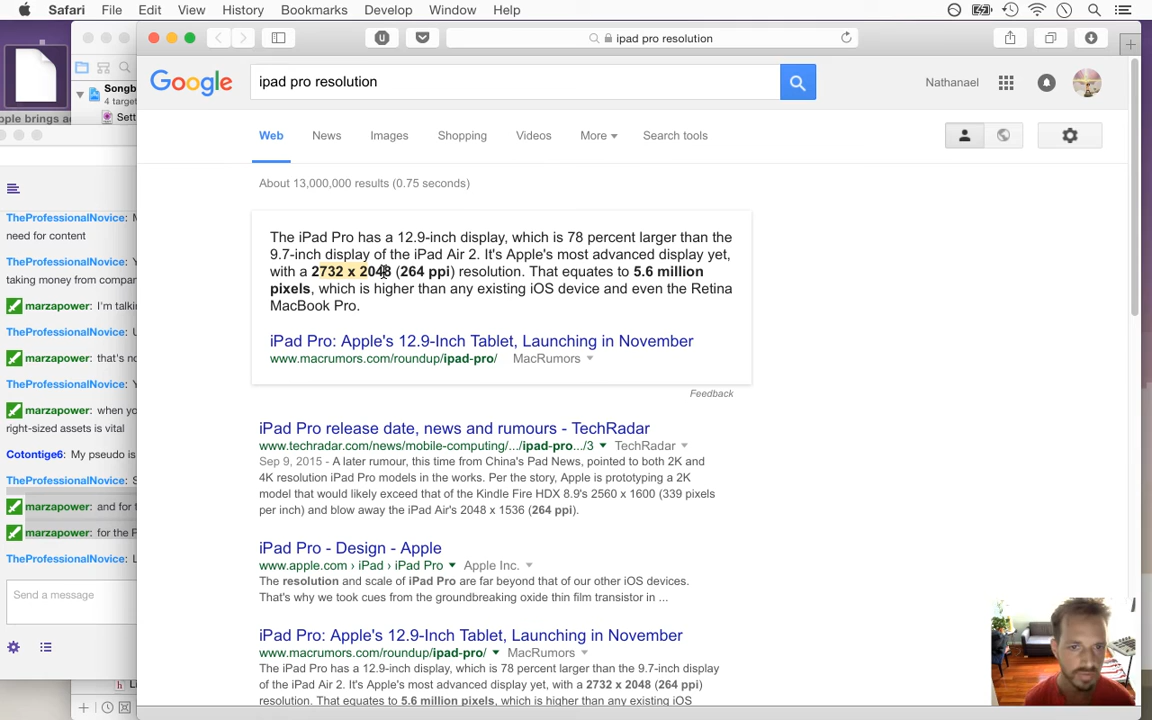 Safari File Edit View History Bookmarks Develop Window Help
ipad pro resolution
Songb
4 target
Sett
pple brings a
Google
ipad pro resolution
Nathanael
Web News Images Shopping Videos More Search tools
About 13,000,000 results (0.75 seconds)
The iPad Pro has a 12.9-inch display, which is 78 percent larger than the
9.7-inch display of the iPad Air 2. It's Apple's most advanced display yet,
with a 2732 x 2048 (264 ppi) resolution. That equates to 5.6 million
pixels, which is higher than any existing iOS device and even the Retina
MacBook Pro.
iPad Pro: Apple's 12.9-Inch Tablet, Launching in November
www.macrumors.com/roundup/ipad-pro/ MacRumors
Feedback
iPad Pro release date, news and rumours - TechRadar
www.techradar.com/news/mobile-computing/.../ipad-pro.../3 TechRadar
Sep 9, 2015 - A later rumour, this time from China's Pad News, pointed to both 2K and
4K resolution iPad Pro models in the works. Per the story, Apple is prototyping a 2K
model that would likely exceed that of the Kindle Fire HDX 8.9's 2560 x 1600 (339 pixels
per inch) and blow away the iPad Air's 2048 x 1536 (264 ppi).
iPad Pro - Design - Apple
www.apple.com › iPad › iPad Pro Apple Inc.
The resolution and scale of iPad Pro are far beyond that of our other iOS devices.
That's why we took cues from the groundbreaking oxide thin film transistor in ...
iPad Pro: Apple's 12.9-Inch Tablet, Launching in November
www.macrumors.com/roundup/ipad-pro/ MacRumors
The iPad Pro has a 12.9-inch display, which is 78 percent larger than the 9.7-inch display
of the iPad Air 2. It's Apple's most advanced display yet, with a 2732 x 2048 (264 ppi)
resolution. That equates to 5.6 million pixels, which is higher than any existing iOS
TheProfessionalNovice: M
need for content
TheProfessionalNovice: Y
taking money from compan
marzapower: I'm talki
TheProfessionalNovice: U
marzapower: that's no
TheProfessionalNovice: Y
marzapower: when yo
right-sized assets is vital
Cotontige6: My pseudo is
TheProfessionalNovice: S
marzapower: and for t
marzapower: for the P
TheProfessionalNovice: L
Send a message